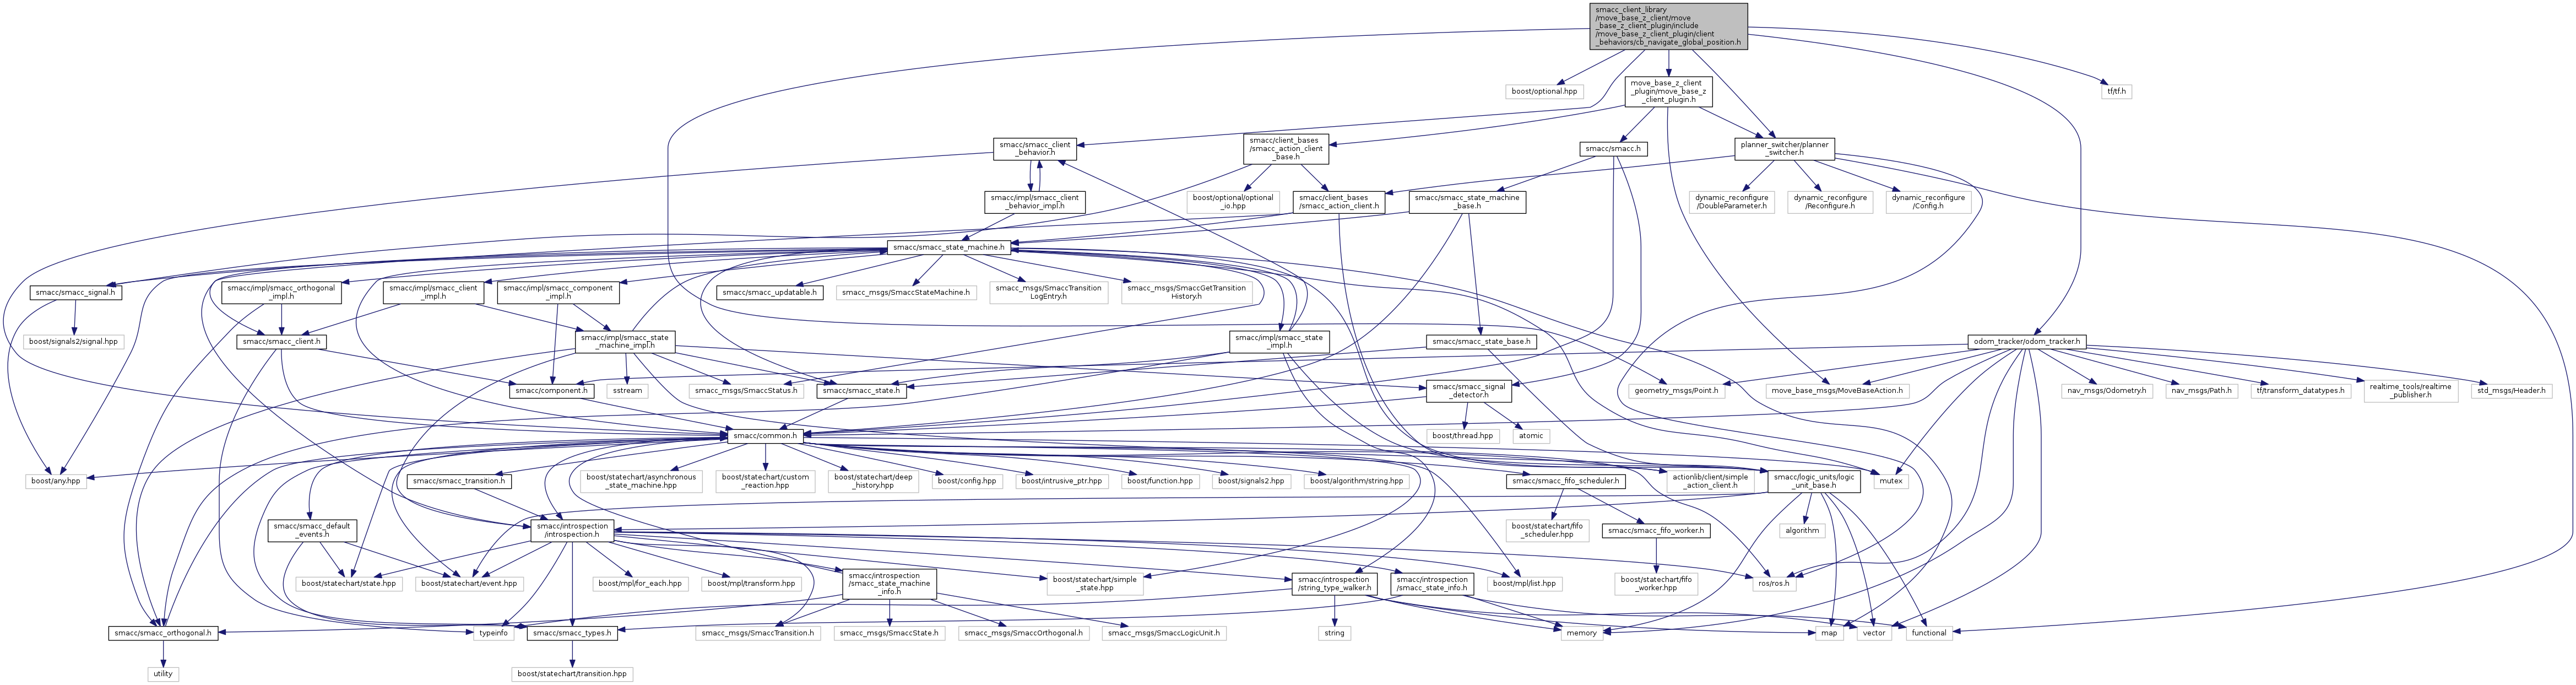 smacc_client_library
/move_base_z_client/move
_base_z_client_plugin/include
/move_base_z_client_plugin/client
_behaviors/cb_navigate_global_position.h
boost/optional.hpp
move_base_z_client
_plugin/move_base_z
_client_plugin.h
tf/tf.h
smacc/smacc_client
_behavior.h
smacc/client_bases
/smacc_action_client
_base.h
smacc/smacc.h
planner_switcher/planner
_switcher.h
smacc/impl/smacc_client
_behavior_impl.h
boost/optional/optional
_io.hpp
smacc/client_bases
/smacc_action_client.h
smacc/smacc_state_machine
_base.h
dynamic_reconfigure
/DoubleParameter.h
dynamic_reconfigure
/Reconfigure.h
dynamic_reconfigure
/Config.h
smacc/smacc_state_machine.h
smacc/smacc_signal.h
smacc/impl/smacc_orthogonal
_impl.h
smacc/impl/smacc_client
_impl.h
smacc/impl/smacc_component
_impl.h
smacc/smacc_updatable.h
smacc_msgs/SmaccStateMachine.h
smacc_msgs/SmaccTransition
LogEntry.h
smacc_msgs/SmaccGetTransition
History.h
boost/signals2/signal.hpp
smacc/smacc_client.h
smacc/impl/smacc_state
_machine_impl.h
smacc/impl/smacc_state
_impl.h
smacc/smacc_state_base.h
odom_tracker/odom_tracker.h
smacc/component.h
sstream
smacc_msgs/SmaccStatus.h
smacc/smacc_state.h
smacc/smacc_signal
_detector.h
geometry_msgs/Point.h
move_base_msgs/MoveBaseAction.h
nav_msgs/Odometry.h
nav_msgs/Path.h
tf/transform_datatypes.h
realtime_tools/realtime
_publisher.h
std_msgs/Header.h
smacc/common.h
boost/thread.hpp
atomic
boost/any.hpp
smacc/smacc_transition.h
boost/statechart/asynchronous
_state_machine.hpp
boost/statechart/custom
_reaction.hpp
boost/statechart/deep
_history.hpp
boost/config.hpp
boost/intrusive_ptr.hpp
boost/function.hpp
boost/signals2.hpp
boost/algorithm/string.hpp
smacc/smacc_fifo_scheduler.h
actionlib/client/simple
_action_client.h
smacc/logic_units/logic
_unit_base.h
mutex
smacc/smacc_default
_events.h
smacc/introspection
/introspection.h
boost/statechart/fifo
_scheduler.hpp
smacc/smacc_fifo_worker.h
algorithm
boost/statechart/state.hpp
boost/statechart/event.hpp
boost/mpl/for_each.hpp
boost/mpl/transform.hpp
smacc/introspection
/smacc_state_machine
_info.h
boost/statechart/simple
_state.hpp
smacc/introspection
/string_type_walker.h
smacc/introspection
/smacc_state_info.h
boost/mpl/list.hpp
boost/statechart/fifo
_worker.hpp
ros/ros.h
smacc/smacc_orthogonal.h
typeinfo
smacc/smacc_types.h
smacc_msgs/SmaccTransition.h
smacc_msgs/SmaccState.h
smacc_msgs/SmaccOrthogonal.h
smacc_msgs/SmaccLogicUnit.h
string
memory
map
vector
functional
utility
boost/statechart/transition.hpp